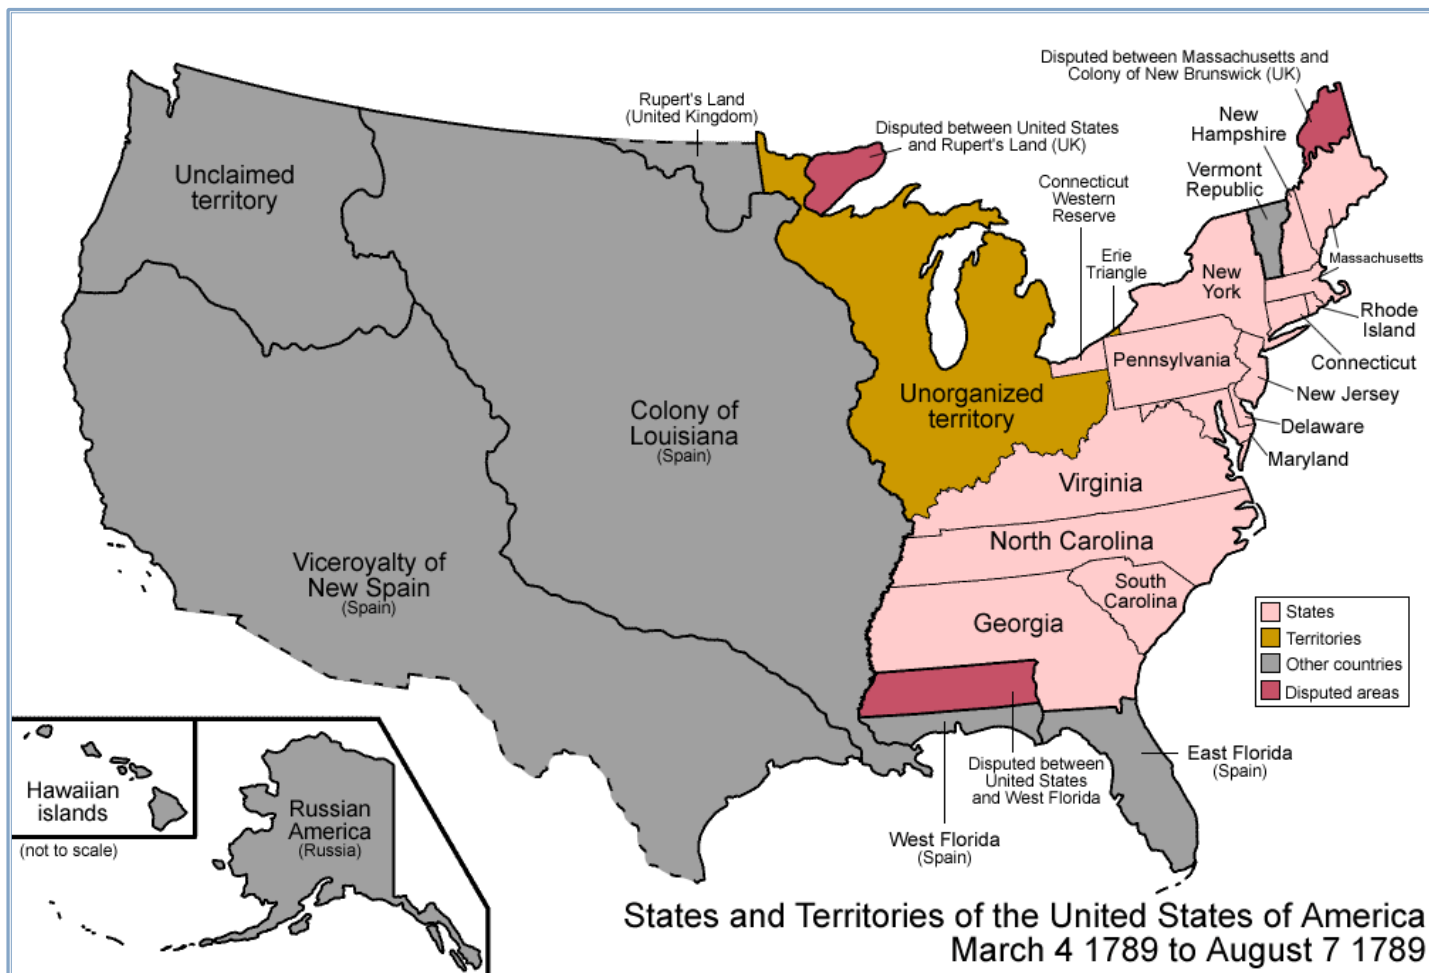 Disputed between Massachusetts and
Colony of New Brunswick (UK)
Rupert's Land
(United Kingdom)
Disputed between United States
and Rupert's Land (UK)
New
Hampshire
Vermont
Republic
Unclaimed
territory
Connecticut
Western
Reserve
Erie
Triangle
New
York
Massachusetts
Rhode
Island
Connecticut
Pennsylvania
New Jersey
Delaware
Maryland
Unorganized
territory
Colony of
Louisiana
(Spain)
Virginia
North Carolina
South
Carolina
Georgia
Viceroyalty of
New Spain
(Spain)
States
Territories
Other countries
Disputed areas
East Florida
(Spain)
Disputed between
United States
and West Florida
West Florida
(Spain)
Hawaiian
islands
(not to scale)
Russian
America
(Russia)
States and Territories of the United States of America
March 4 1789 to August 7 1789